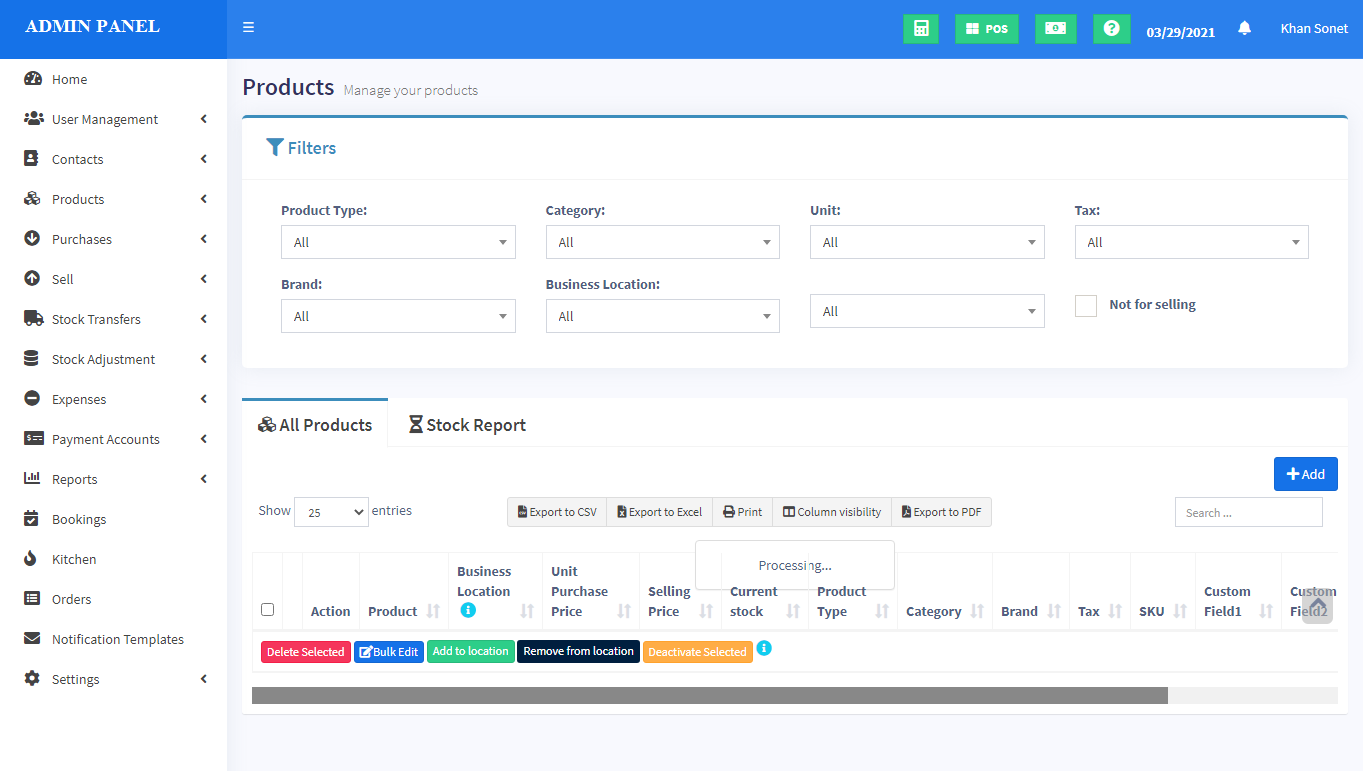 ADMIN PANEL
POS
03/29/2021
Khan Sonet
Home
User Management
Contacts
Products
Purchases
Sell
Stock Transfers
Stock Adjustment
Expenses
Payment Accounts
Reports
Bookings
Kitchen
Orders
Notification Templates
Settings
Products Manage your products
Filters
Product Type: Category: Unit: Tax:
All All All All
Brand: Business Location:
All All All Not for selling
All Products Stock Report
Add
Show 25 entries Export to CSV Export to Excel Print Column visibility Export to PDF Search ...
Processing...
Action Product Business Location Unit Purchase Price Selling Price Current stock Product Type Category Brand Tax SKU Custom Field1 Custom Field2
Delete Selected Bulk Edit Add to location Remove from location Deactivate Selected